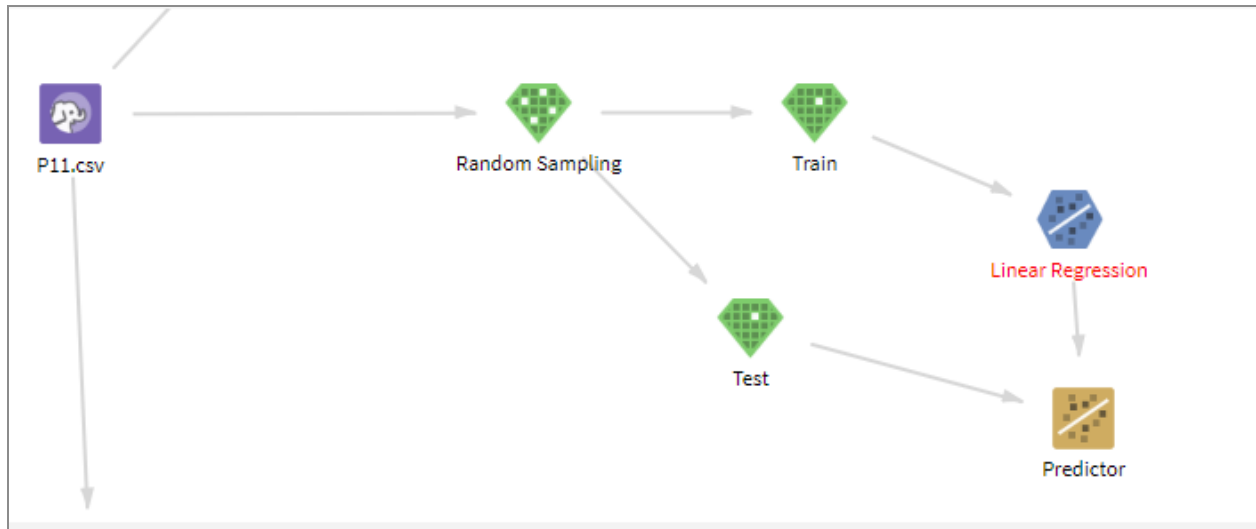 P11.csv
Random Sampling
Train
Linear Regression
Test
Predictor